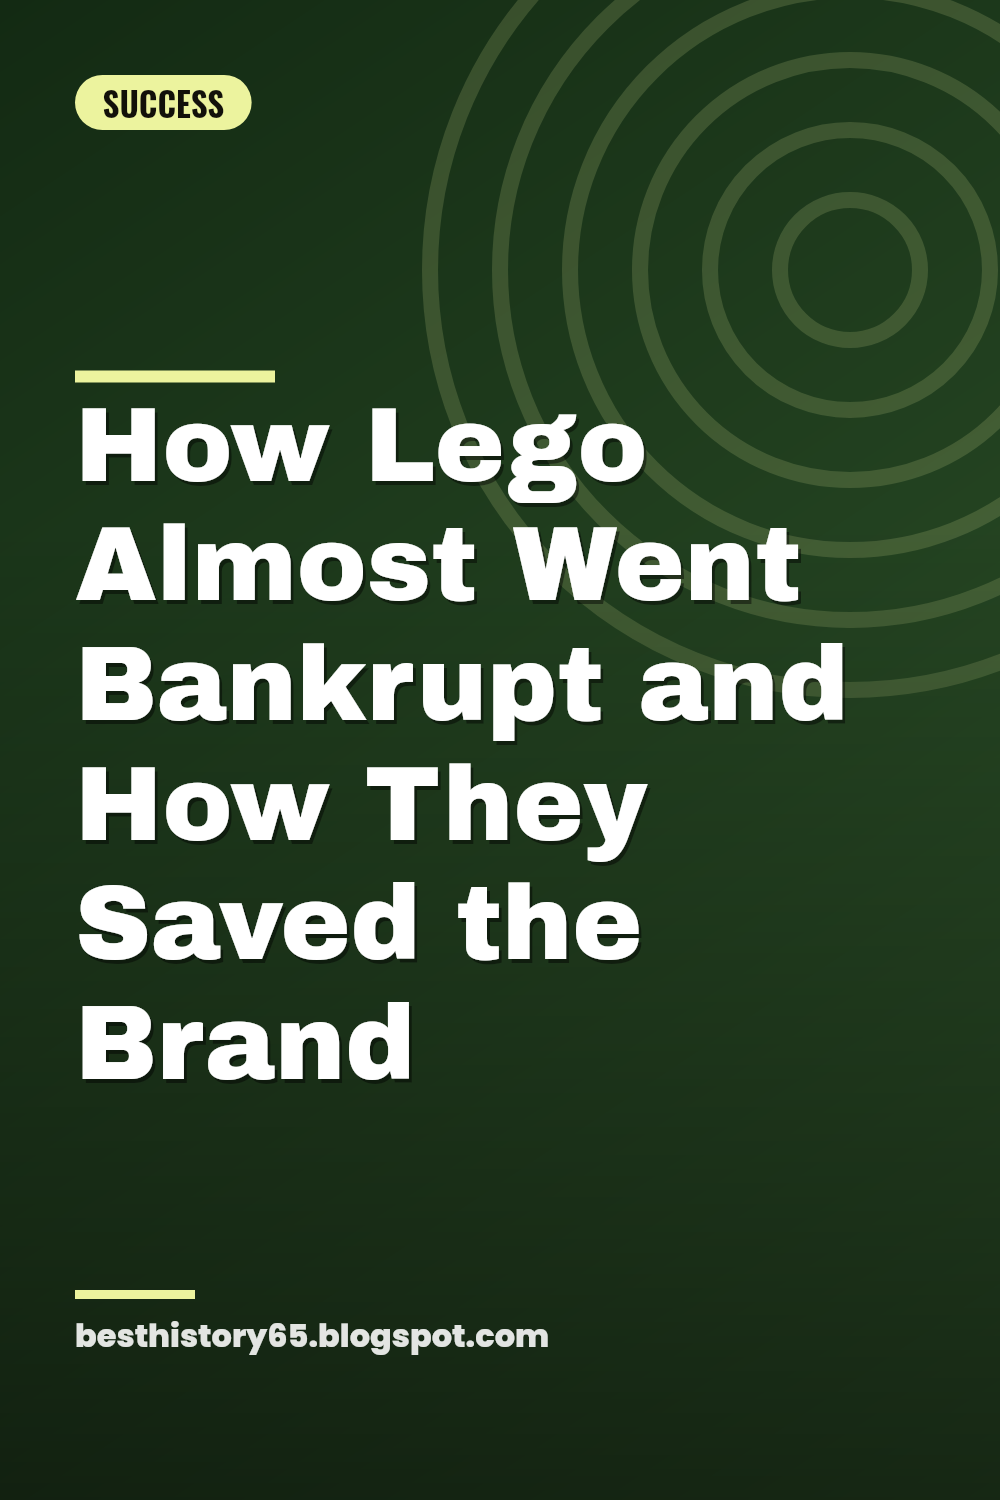 SUCCESS
How Lego
Almost Went
Bankrupt and
How They
Saved the
Brand
besthistory65.blogspot.com